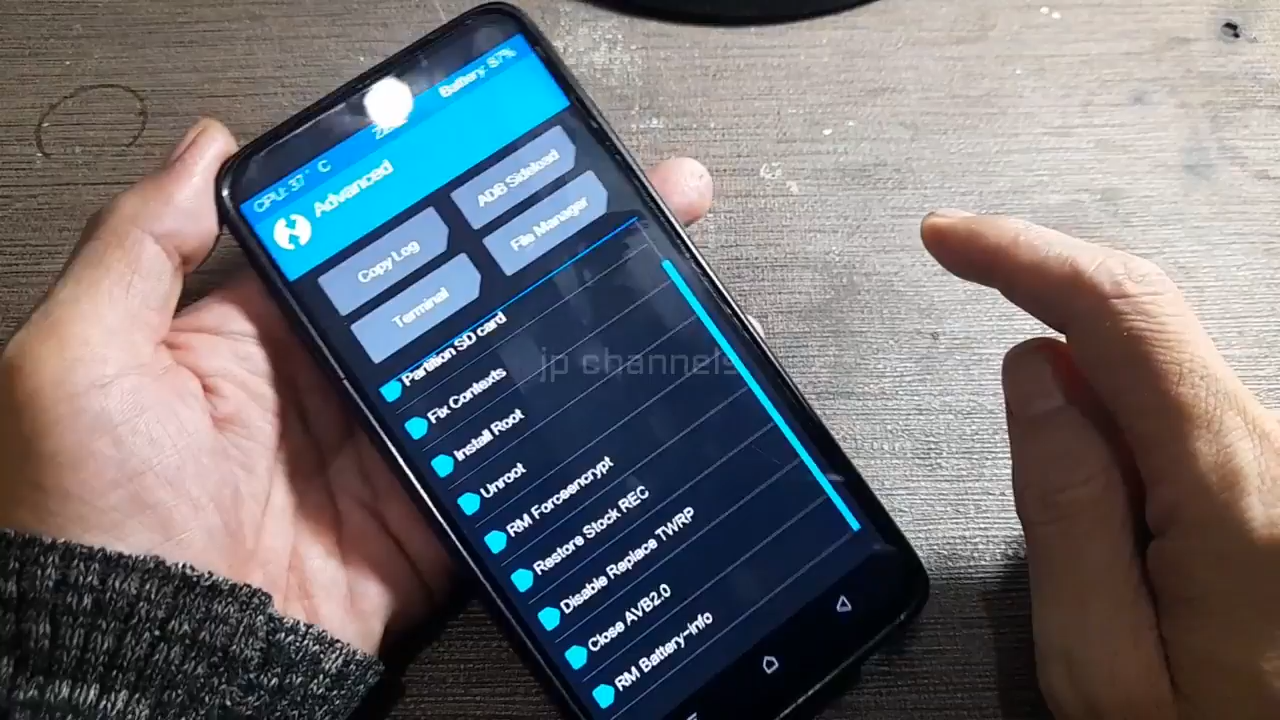 CPU: 37 ° C
Battery: 87%
Advanced
Copy Log
ADB Sideload
Terminal
File Manager
Partition SD card
Fix Contexts
Install Root
Unroot
RM Forceencrypt
Restore Stock REC
Disable Replace TWRP
Close AVB2.0
RM Battery-info
jp channels